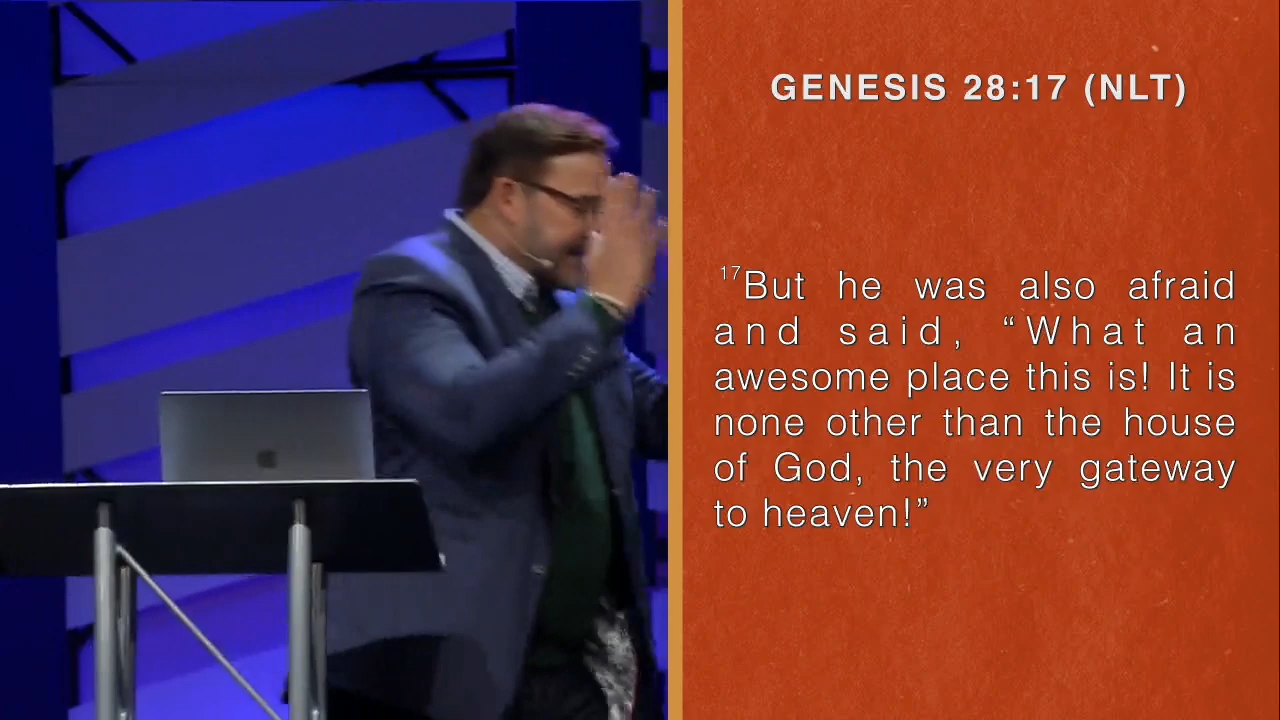 GENESIS 28:17 (NLT)
17But he was also afraid
and said, “What an
awesome place this is! It is
none other than the house
of God, the very gateway
to heaven!”